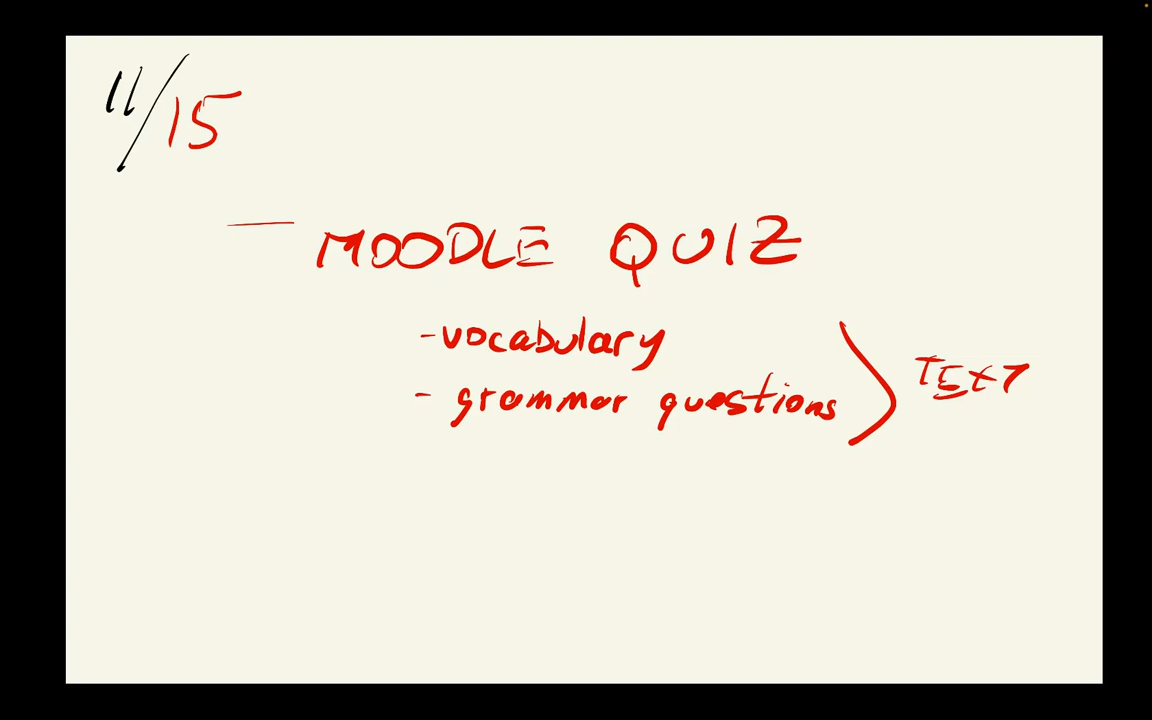 11/15
— MOODLE QUIZ
- vocabulary
- grammar questions
TEXT